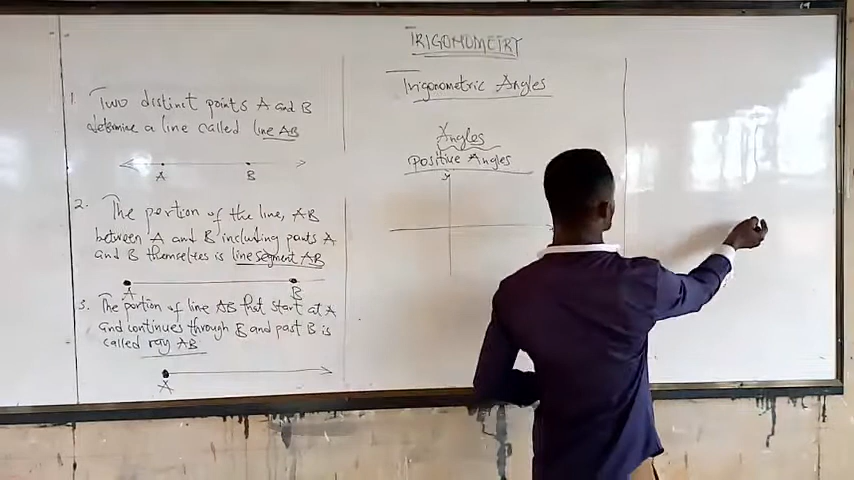 TRIGONOMETRY
1 Two distinct points A and B
determine a line called line AB
A B
2. The portion of the line, AB
between A and B including points A
and B themselves is line segment AB
A B
3. The portion of line AB that start at A
and continues through B and past B is
called ray AB
A
Trigonometric Angles
Angles
positive Angles
y